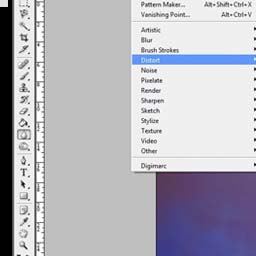 Pattern Maker... Alt+Shift+Ctrl+X
Vanishing Point... Alt+Ctrl+V
Artistic
Blur
Brush Strokes
Distort
Noise
Pixelate
Render
Sharpen
Sketch
Stylize
Texture
Video
Other
Digimarc